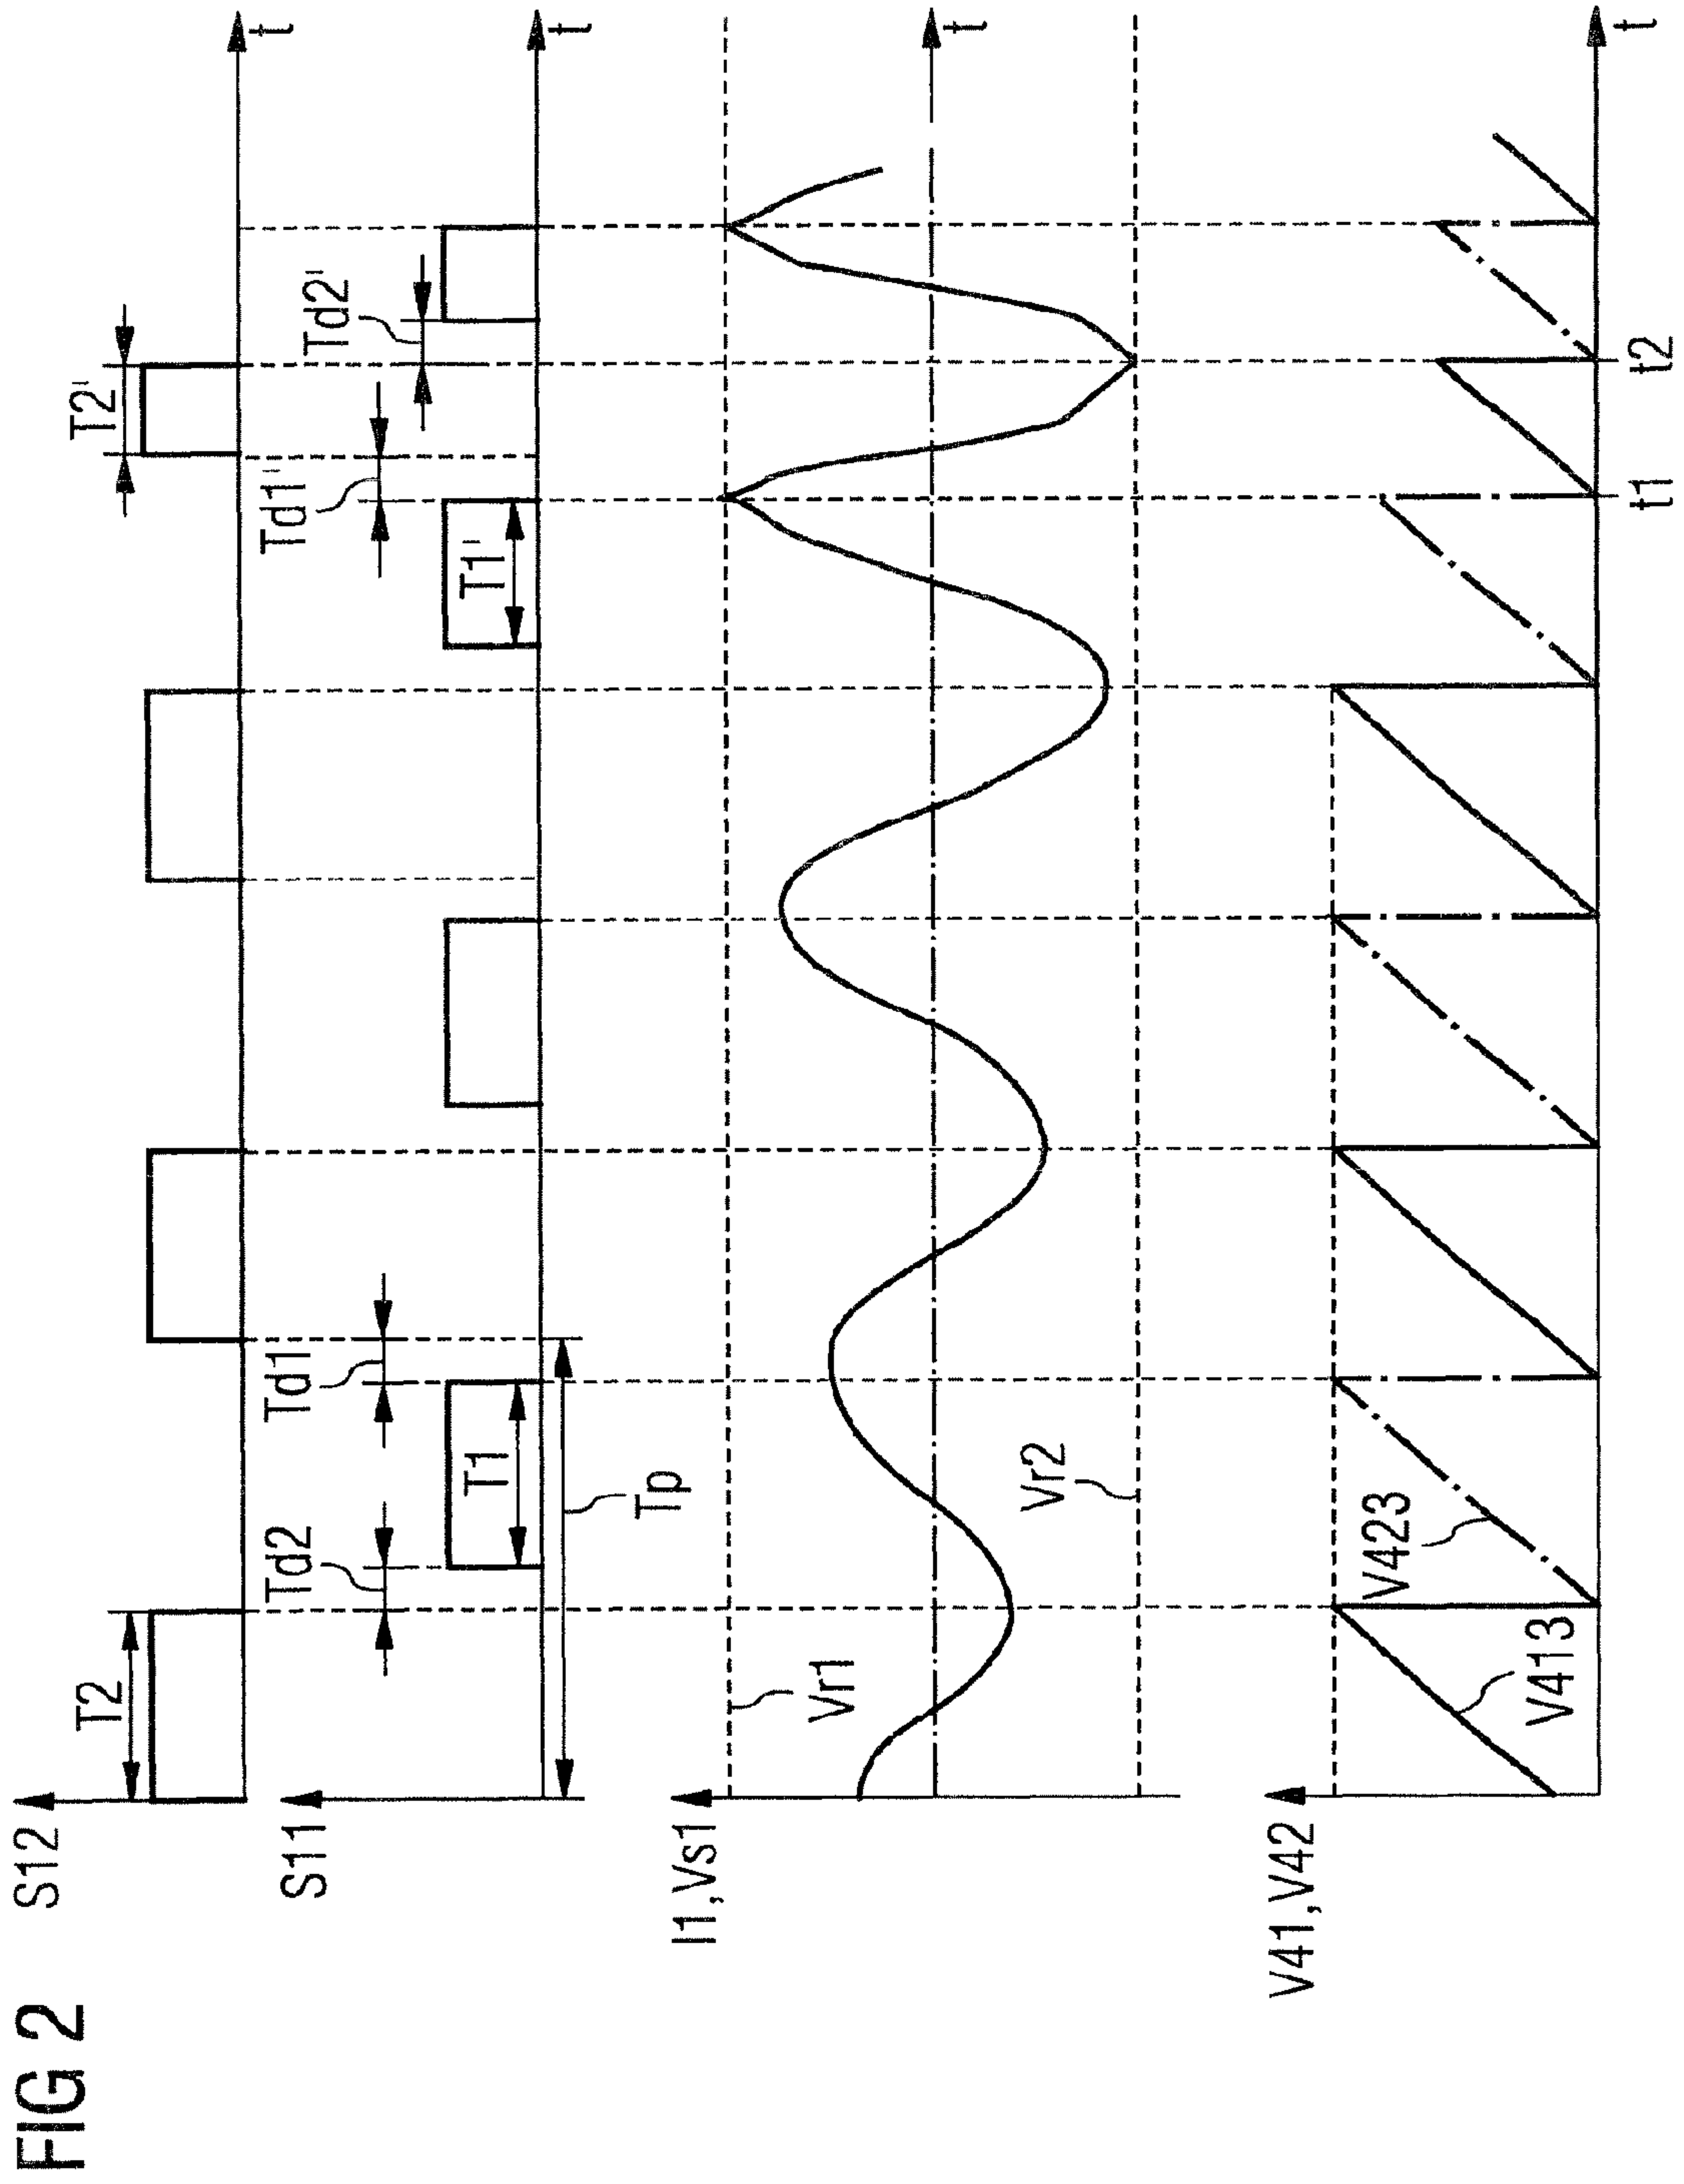 FIG 2
S12
T2
T2'
t
S11
Td2
Td1
Td1'
Td2'
T1
T1'
Tp
t
I1,Vs1
Vr1
Vr2
t
V41,V42
V413
V423
t1
t2
t